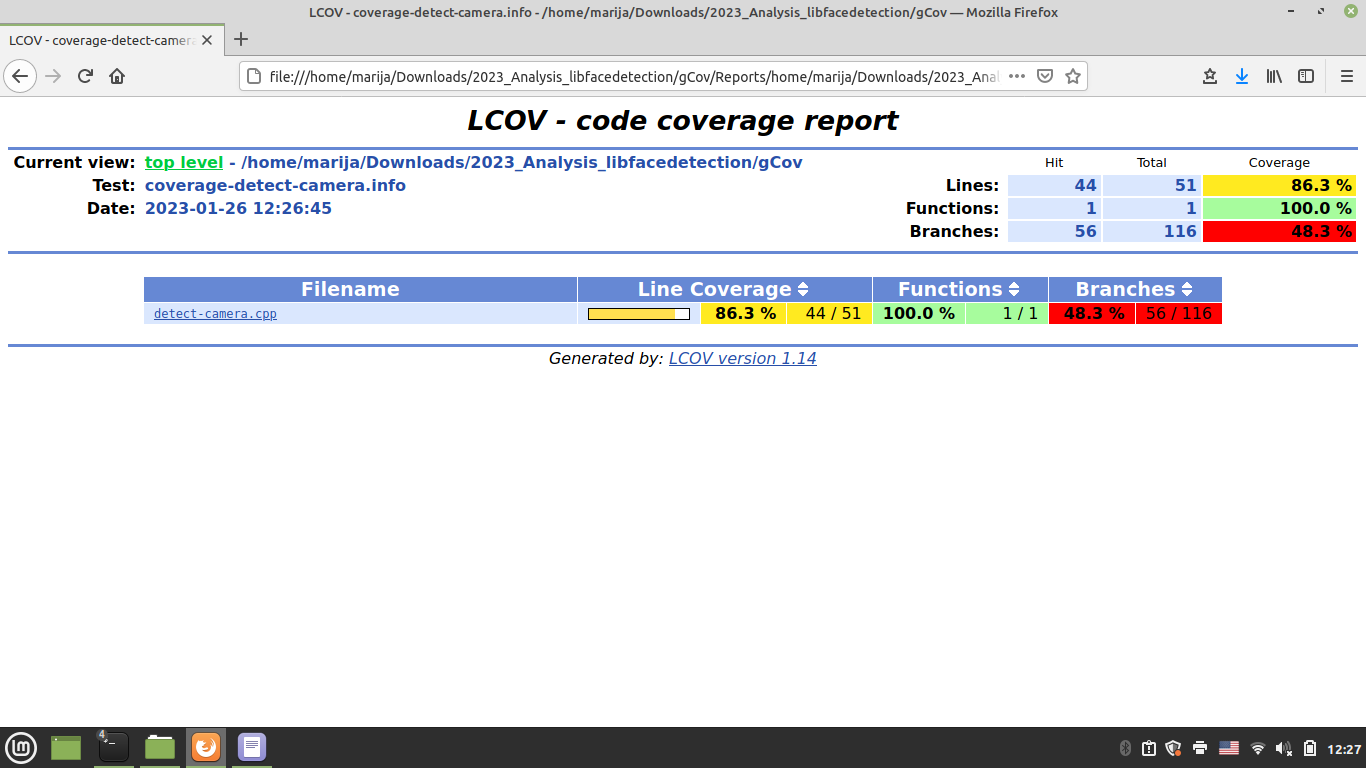 LCOV - coverage-detect-camera.info - /home/marija/Downloads/2023_Analysis_libfacedetection/gCov — Mozilla Firefox
LCOV - coverage-detect-camera
file:///home/marija/Downloads/2023_Analysis_libfacedetection/gCov/Reports/home/marija/Downloads/2023_Anal
LCOV - code coverage report
Current view: top level - /home/marija/Downloads/2023_Analysis_libfacedetection/gCov Hit Total Coverage
Test: coverage-detect-camera.info Lines: 44 51 86.3 %
Date: 2023-01-26 12:26:45 Functions: 1 1 100.0 %
Branches: 56 116 48.3 %
Filename Line Coverage Functions Branches
detect-camera.cpp 86.3 % 44 / 51 100.0 % 1 / 1 48.3 % 56 / 116
Generated by: LCOV version 1.14
4
12:27